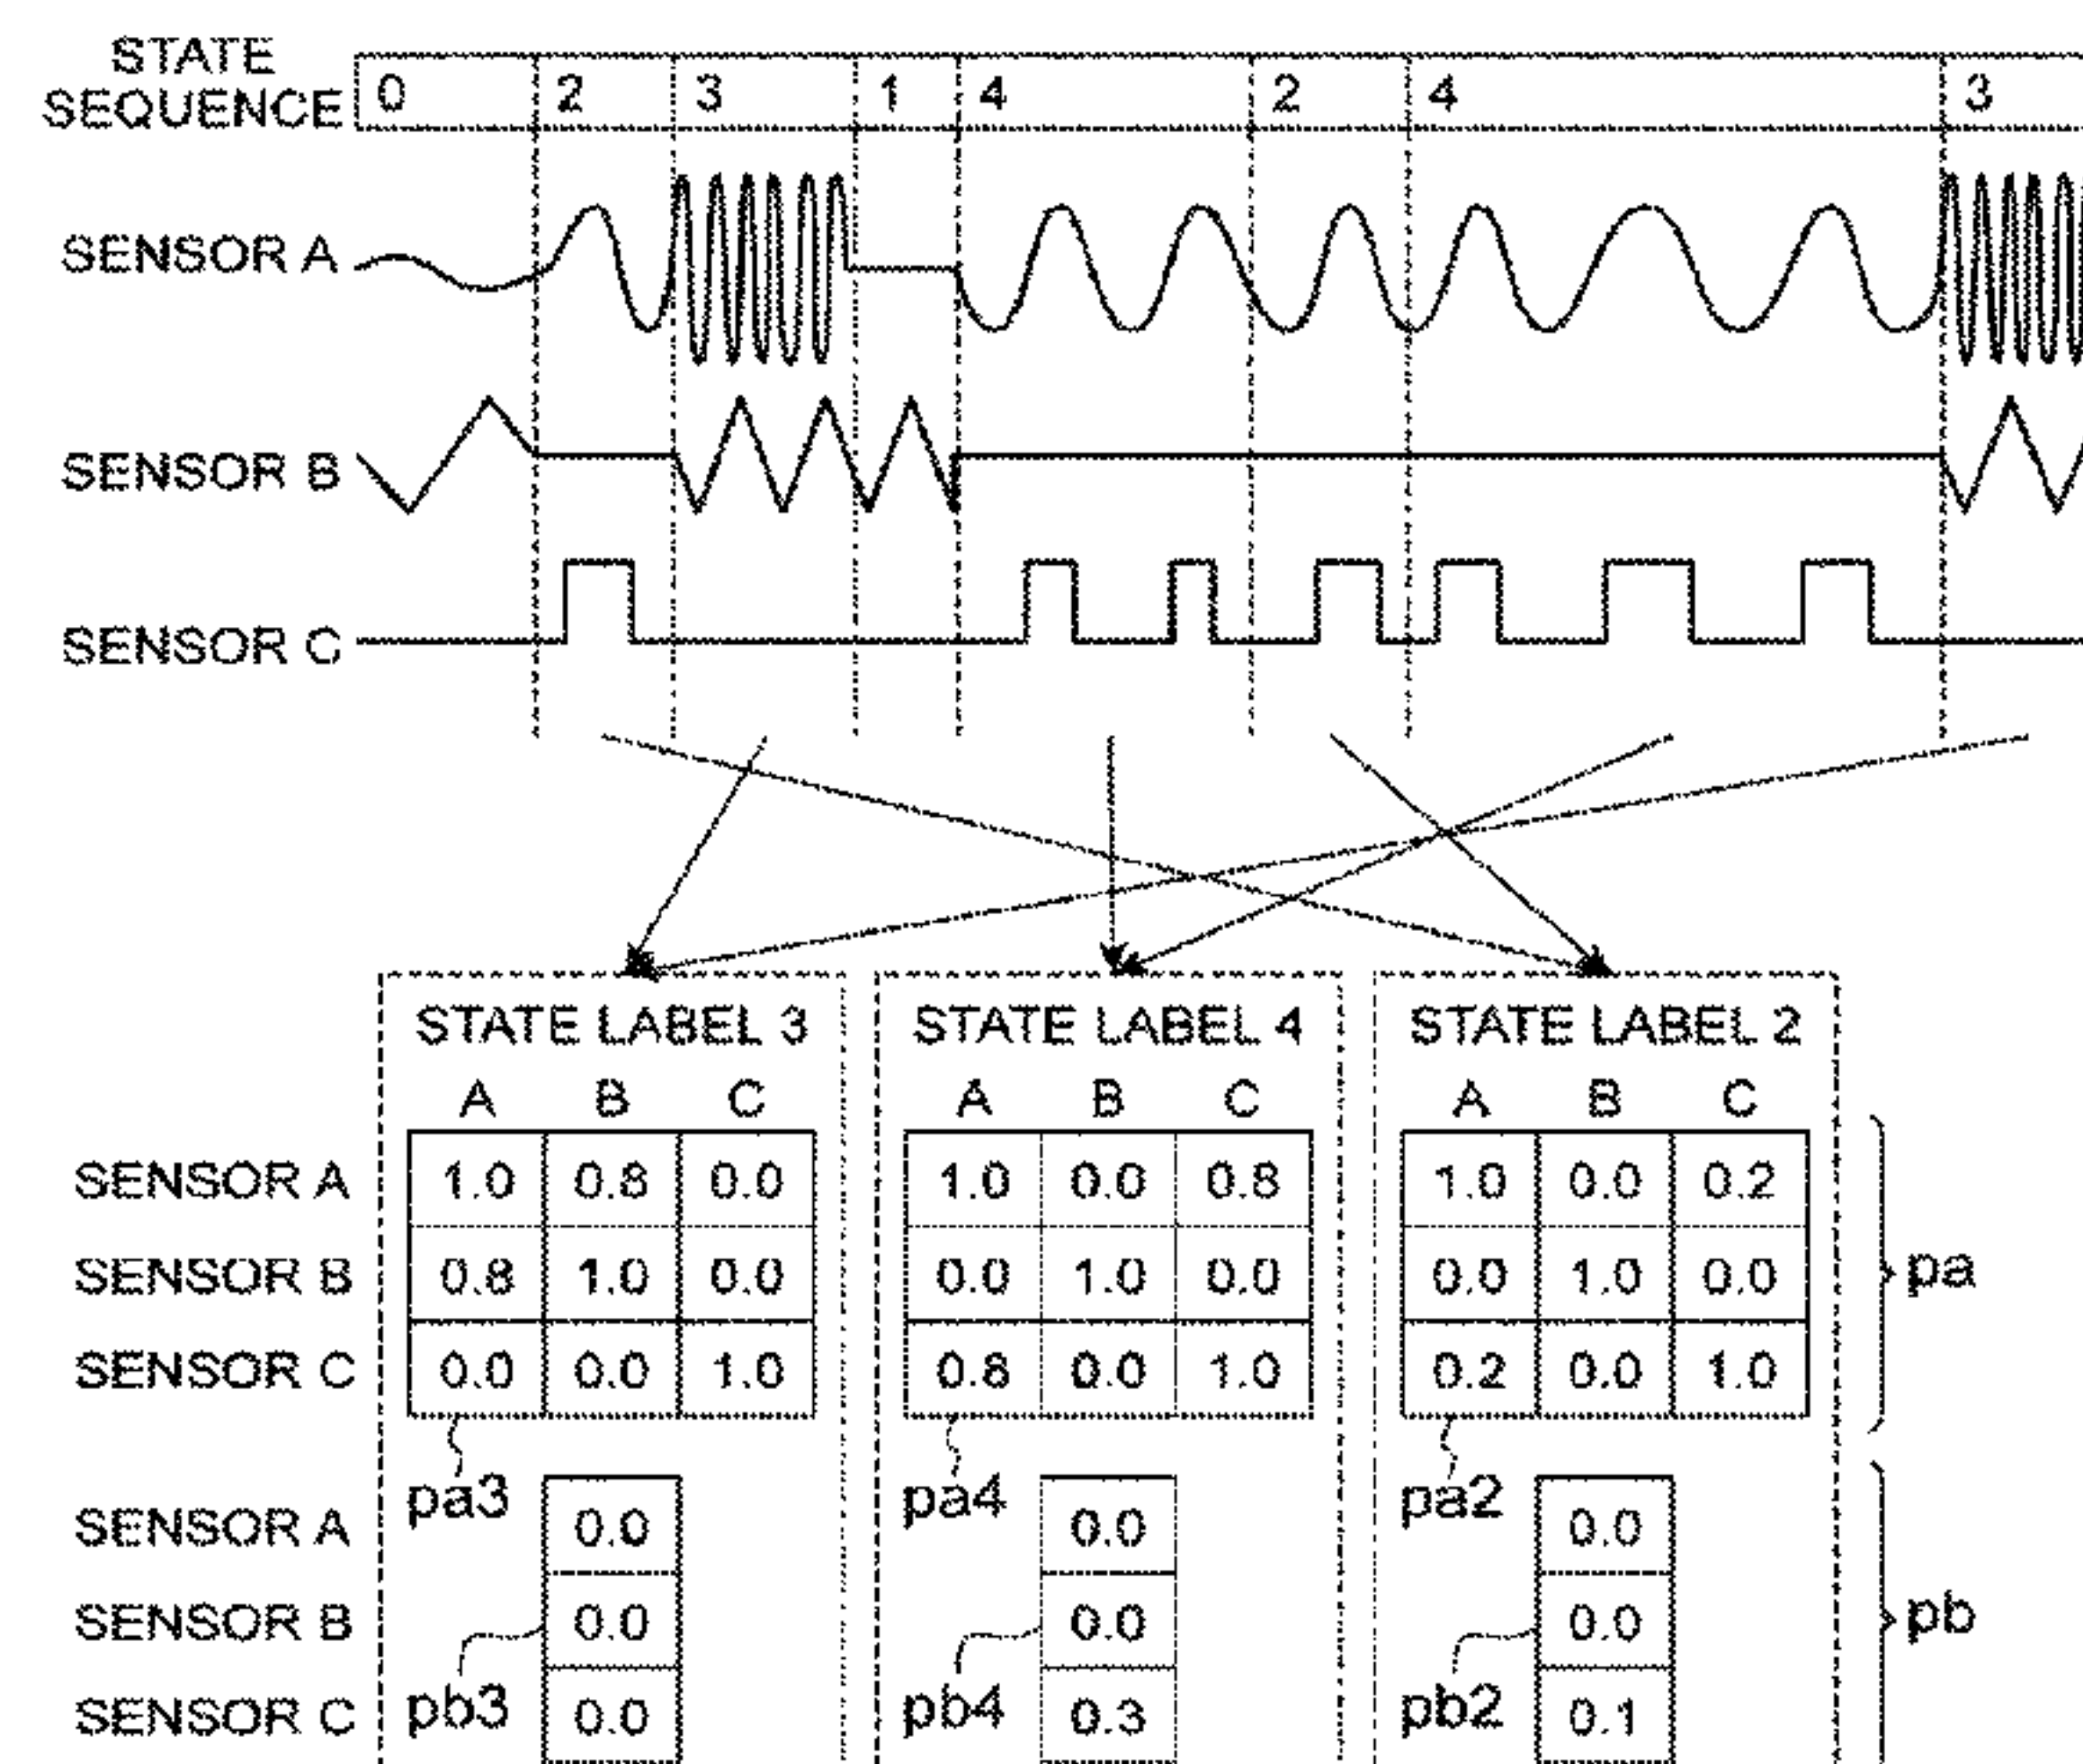 STATE
SEQUENCE 0 2 3 1 4 2 4 3
SENSOR A
SENSOR B
SENSOR C
STATE LABEL 3 STATE LABEL 4 STATE LABEL 2
A B C A B C A B C
SENSOR A 1.0 0.8 0.0 1.0 0.0 0.8 1.0 0.0 0.2
SENSOR B 0.8 1.0 0.0 0.0 1.0 0.0 0.0 1.0 0.0 pa
SENSOR C 0.0 0.0 1.0 0.8 0.0 1.0 0.2 0.0 1.0
pa3 pa4 pa2
SENSOR A 0.0 0.0 0.0
SENSOR B 0.0 0.0 0.0 pb
SENSOR C pb3 0.0 pb4 0.3 pb2 0.1